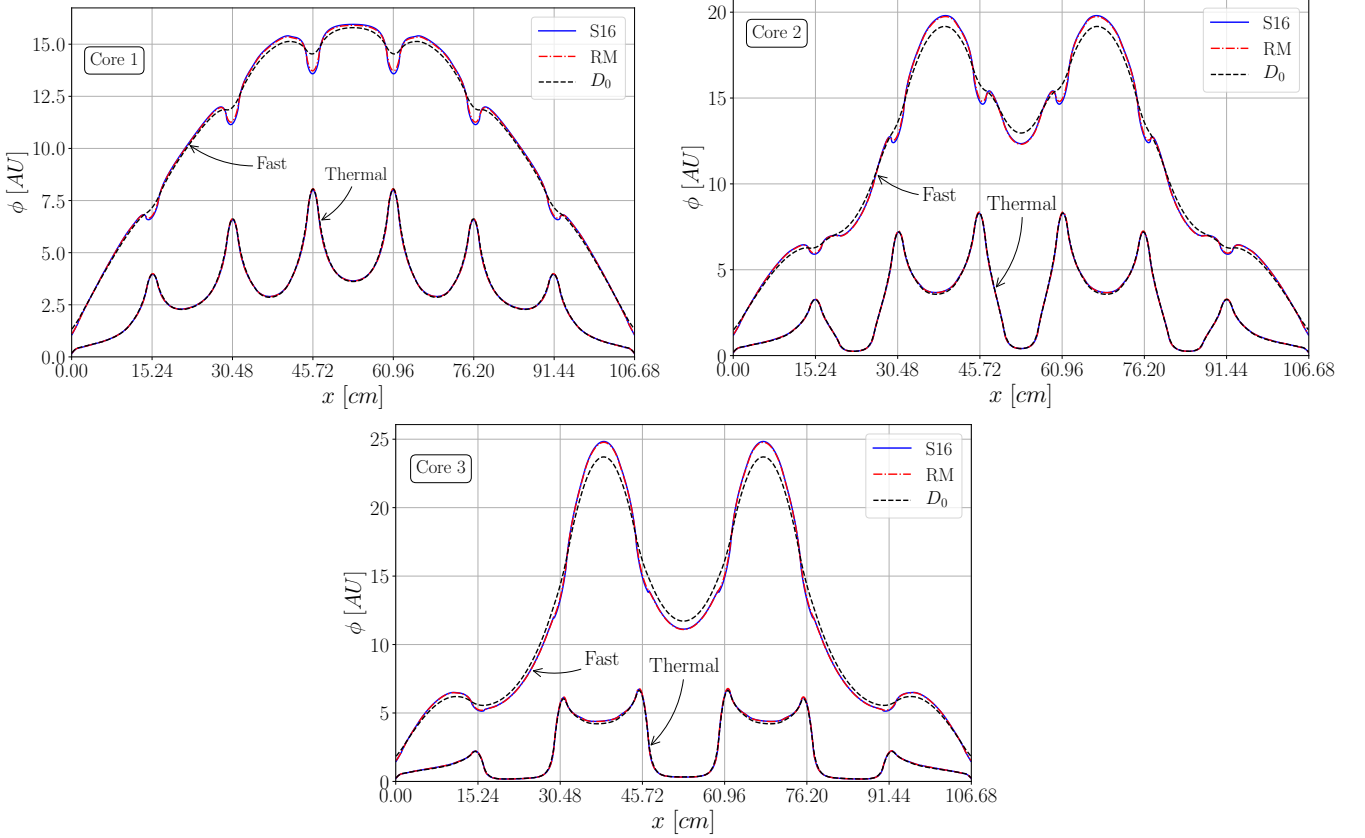 Core 1
S16
RM
D₀
ϕ [AU]
15.0
12.5
10.0
7.5
5.0
2.5
0.0
Fast
Thermal
0.00 15.24 30.48 45.72 60.96 76.20 91.44 106.68
x [cm]
Core 2
S16
RM
D₀
ϕ [AU]
20
15
10
5
0
Fast
Thermal
0.00 15.24 30.48 45.72 60.96 76.20 91.44 106.68
x [cm]
Core 3
S16
RM
D₀
ϕ [AU]
25
20
15
10
5
0
Fast
Thermal
0.00 15.24 30.48 45.72 60.96 76.20 91.44 106.68
x [cm]